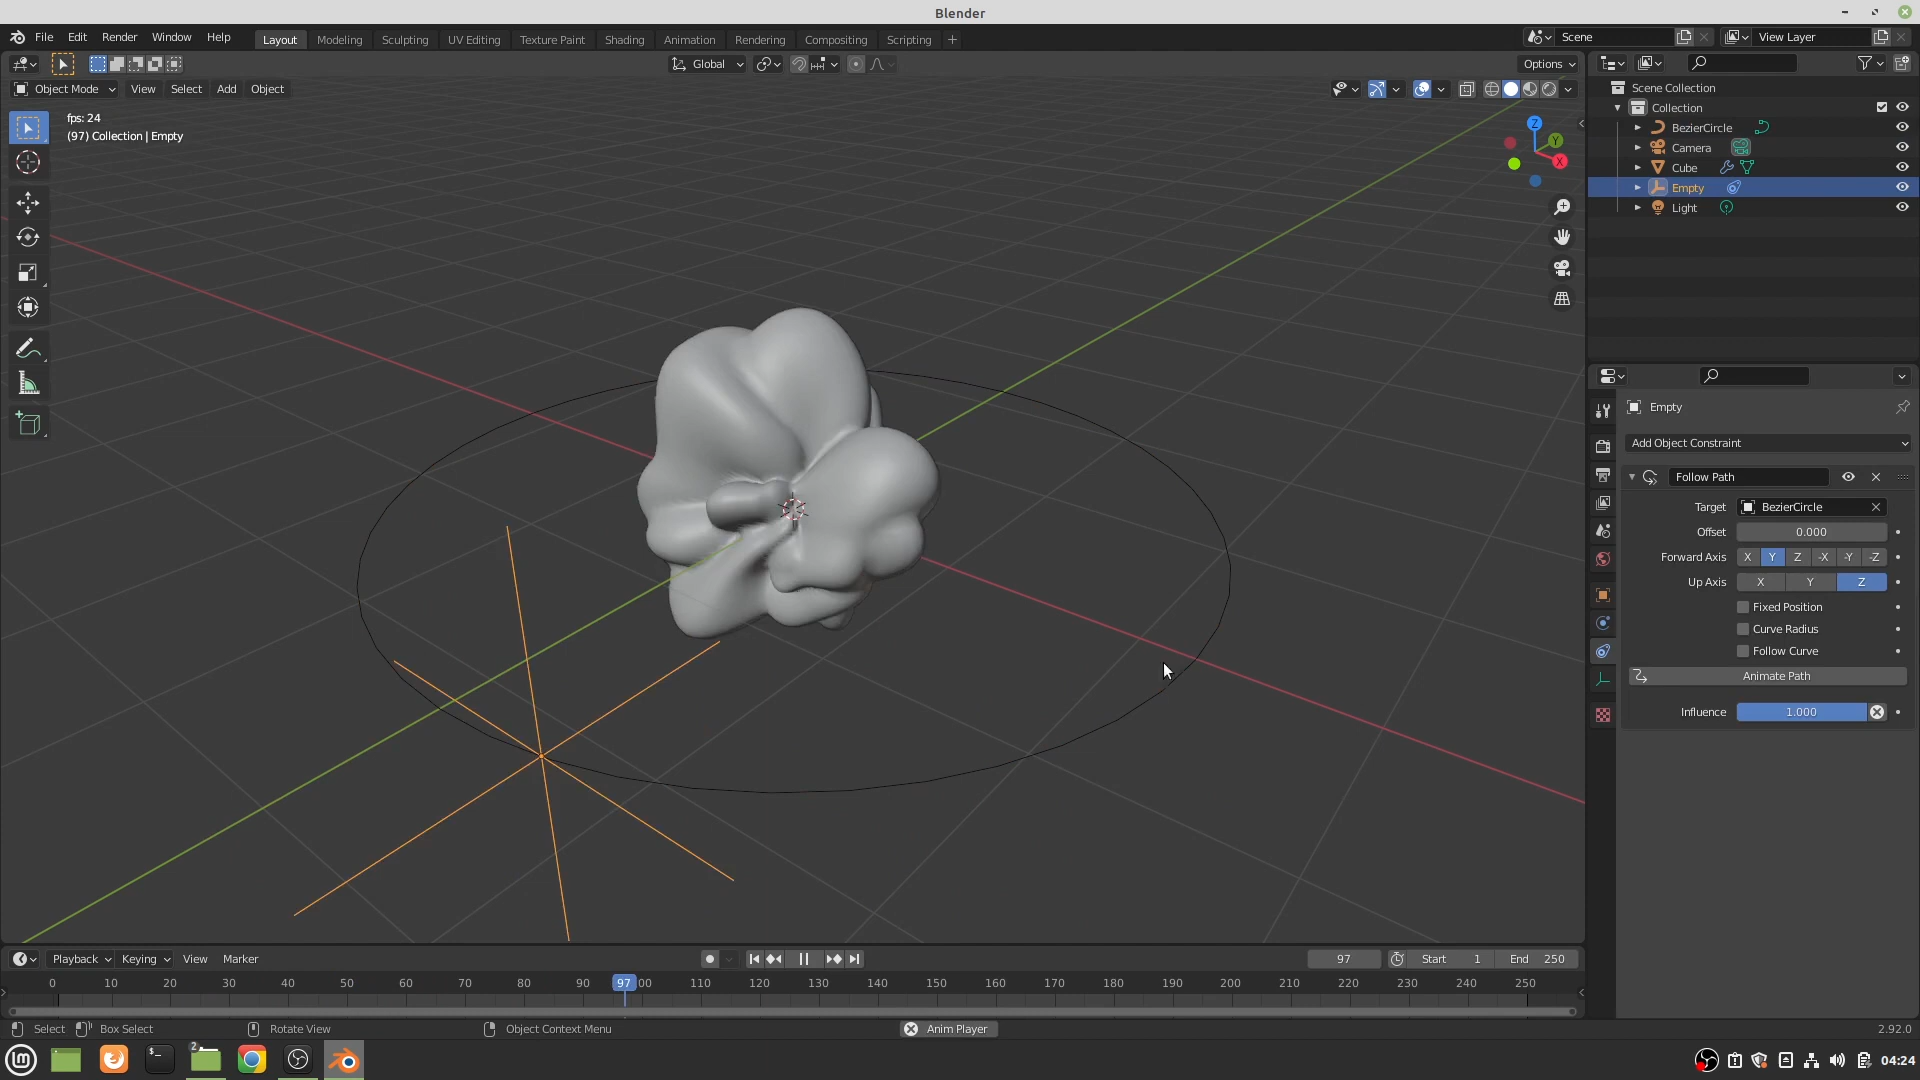 Blender
File Edit Render Window Help
Layout Modeling Sculpting UV Editing Texture Paint Shading Animation Rendering Compositing Scripting +
Scene
View Layer
Global
Options
Object Mode View Select Add Object
fps: 24
(97) Collection | Empty
Z
Y
X
Scene Collection
Collection
BezierCircle
Camera
Cube
Empty
Light
Empty
Add Object Constraint
Follow Path
Target BezierCircle
Offset 0.000
Forward Axis X Y Z -X -Y -Z
Up Axis X Y Z
Fixed Position
Curve Radius
Follow Curve
Animate Path
Influence 1.000
Playback Keying View Marker
97 Start 1 End 250
0 10 20 30 40 50 60 70 80 90 97 00 110 120 130 140 150 160 170 180 190 200 210 220 230 240 250
Select Box Select Rotate View Object Context Menu Anim Player 2.92.0
2
04:24